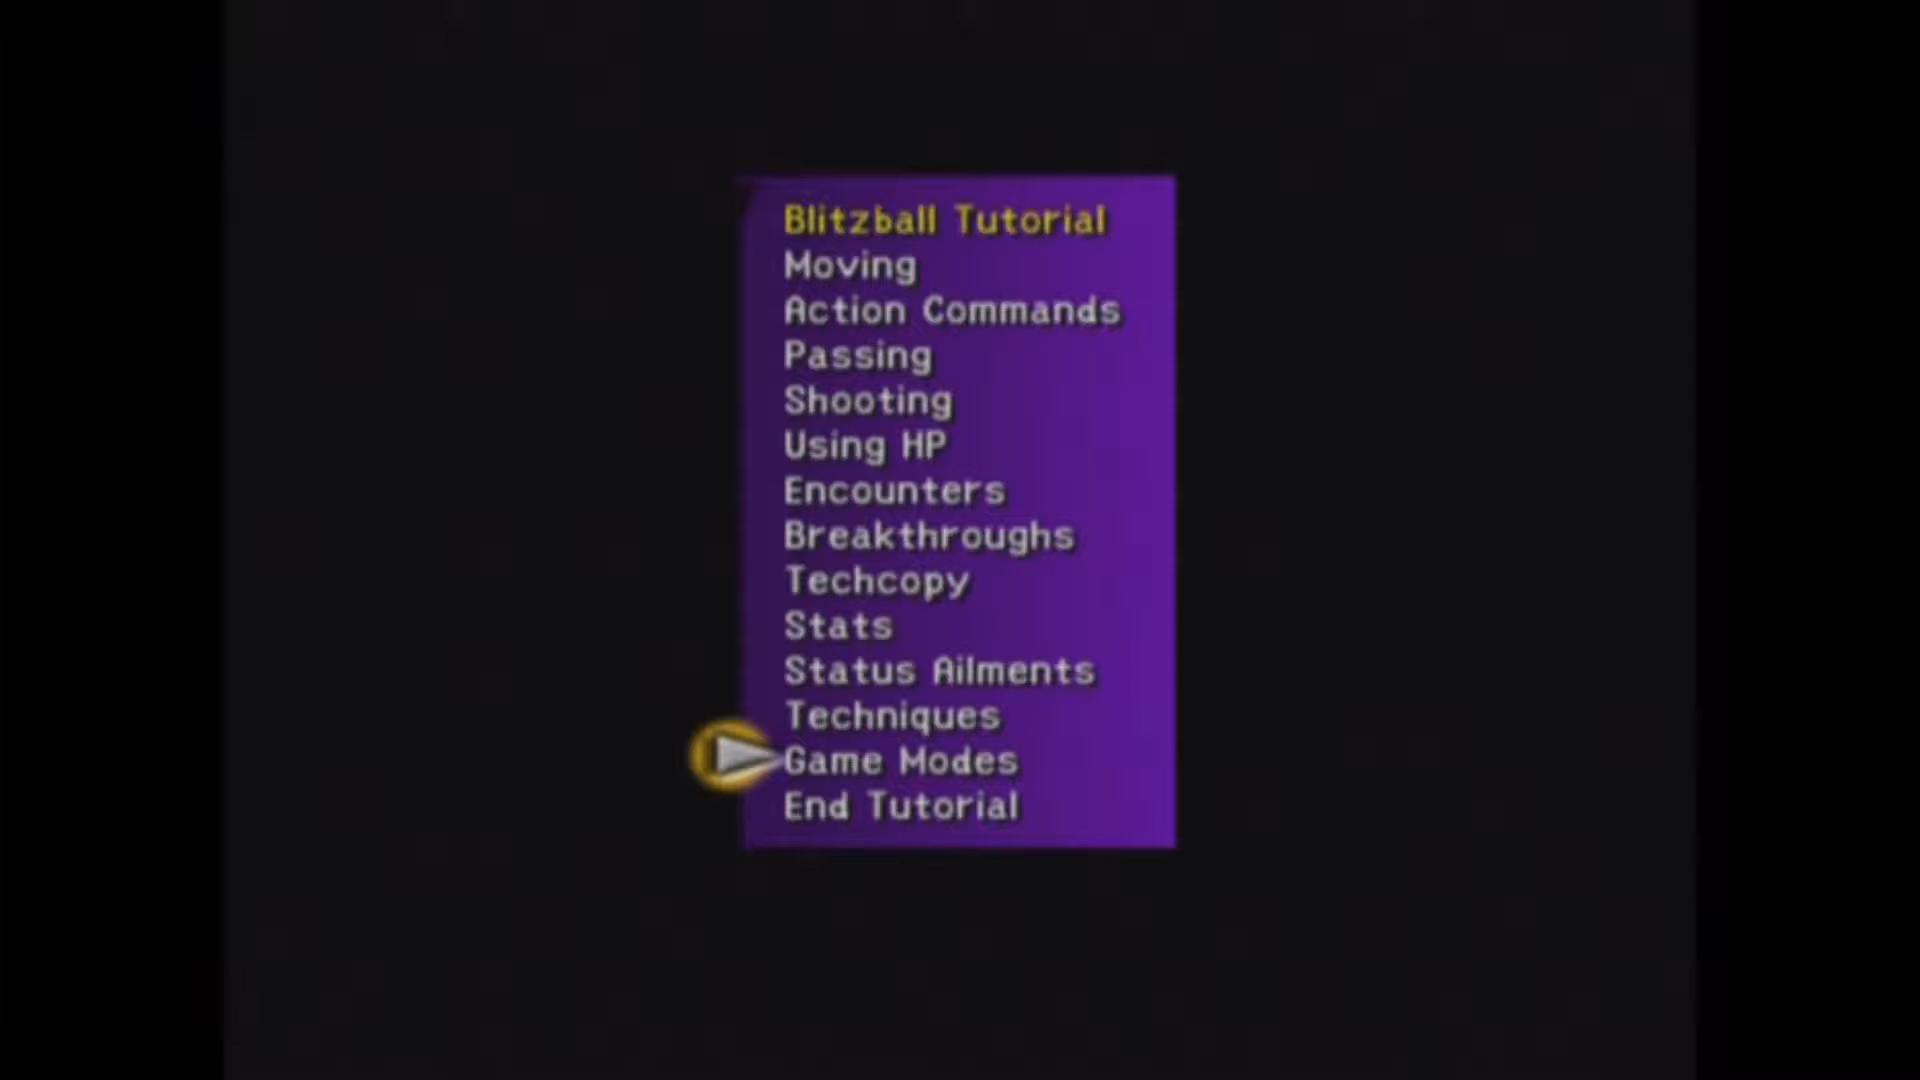 Blitzball Tutorial
Moving
Action Commands
Passing
Shooting
Using HP
Encounters
Breakthroughs
Techcopy
Stats
Status Ailments
Techniques
Game Modes
End Tutorial